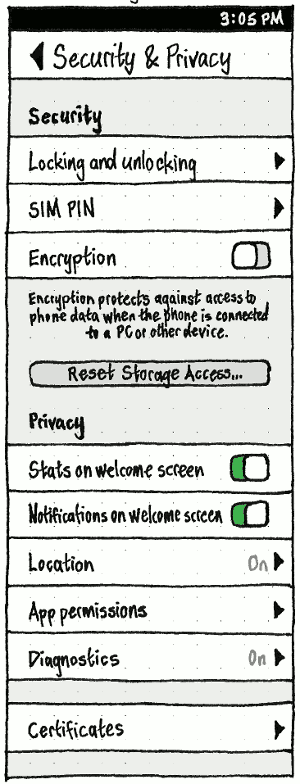 3:05 PM
Security & Privacy
Security
Locking and unlocking
SIM PIN
Encryption
Encryption protects against access to
phone data when the phone is connected
to a PC or other device.
Reset Storage Access...
Privacy
Stats on welcome screen
Notifications on welcome screen
Location On
App permissions
Diagnostics On
Certificates